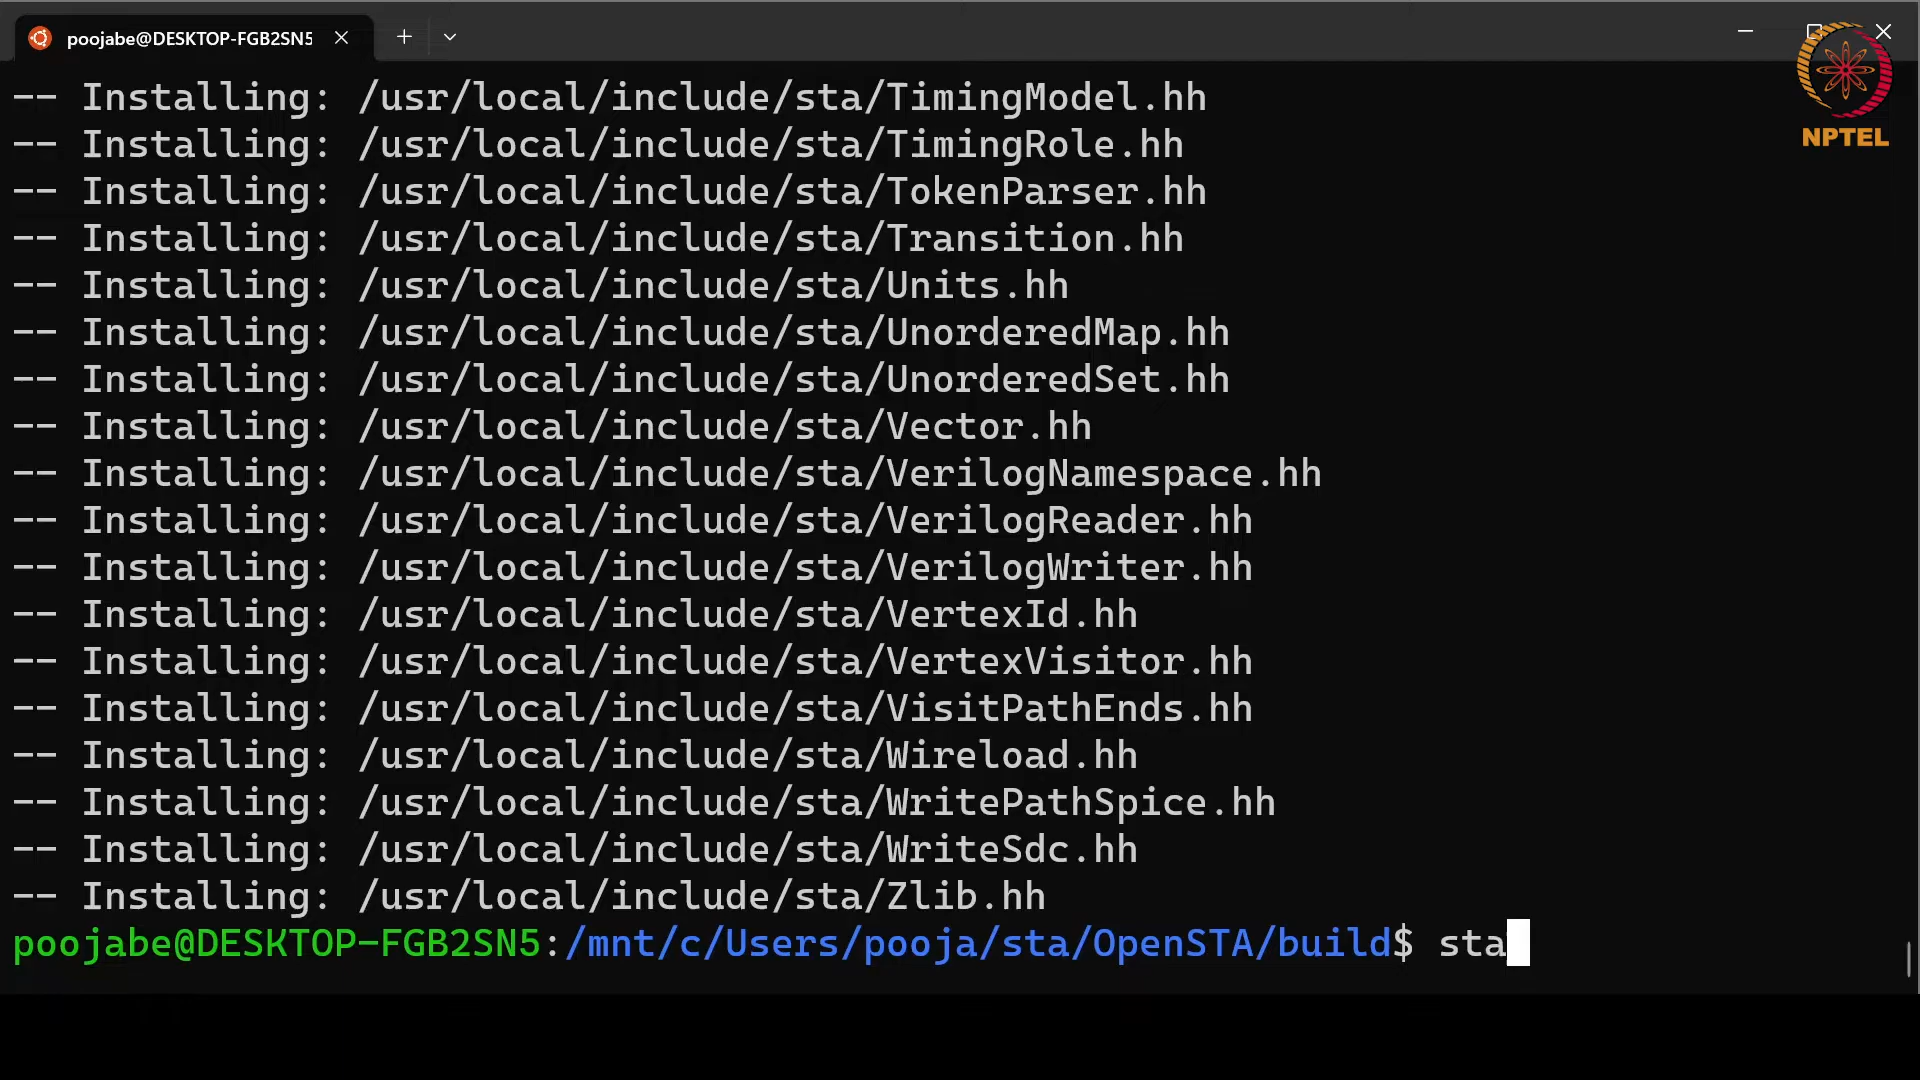 poojabe@DESKTOP-FGB2SN5
NPTEL
-- Installing: /usr/local/include/sta/TimingModel.hh
-- Installing: /usr/local/include/sta/TimingRole.hh
-- Installing: /usr/local/include/sta/TokenParser.hh
-- Installing: /usr/local/include/sta/Transition.hh
-- Installing: /usr/local/include/sta/Units.hh
-- Installing: /usr/local/include/sta/UnorderedMap.hh
-- Installing: /usr/local/include/sta/UnorderedSet.hh
-- Installing: /usr/local/include/sta/Vector.hh
-- Installing: /usr/local/include/sta/VerilogNamespace.hh
-- Installing: /usr/local/include/sta/VerilogReader.hh
-- Installing: /usr/local/include/sta/VerilogWriter.hh
-- Installing: /usr/local/include/sta/VertexId.hh
-- Installing: /usr/local/include/sta/VertexVisitor.hh
-- Installing: /usr/local/include/sta/VisitPathEnds.hh
-- Installing: /usr/local/include/sta/Wireload.hh
-- Installing: /usr/local/include/sta/WritePathSpice.hh
-- Installing: /usr/local/include/sta/WriteSdc.hh
-- Installing: /usr/local/include/sta/Zlib.hh
poojabe@DESKTOP-FGB2SN5:/mnt/c/Users/pooja/sta/OpenSTA/build$ sta